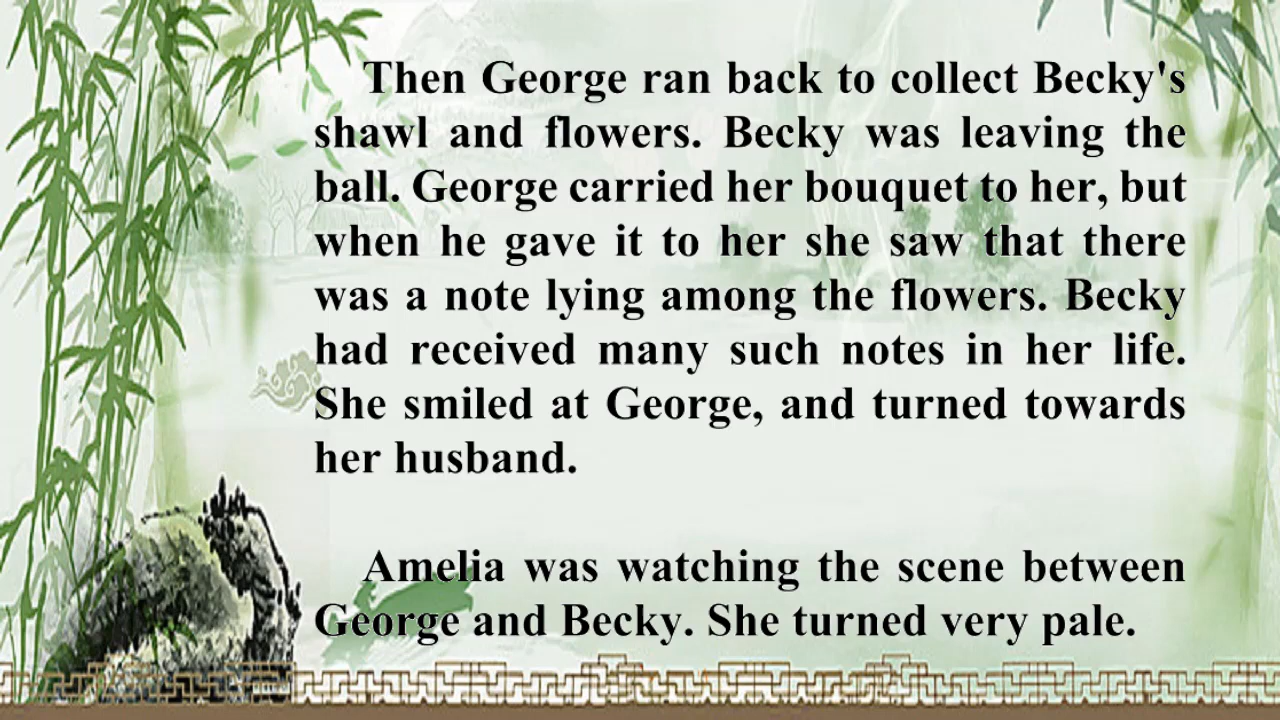 Then George ran back to collect Becky's
shawl and flowers. Becky was leaving the
ball. George carried her bouquet to her, but
when he gave it to her she saw that there
was a note lying among the flowers. Becky
had received many such notes in her life.
She smiled at George, and turned towards
her husband.
Amelia was watching the scene between
George and Becky. She turned very pale.